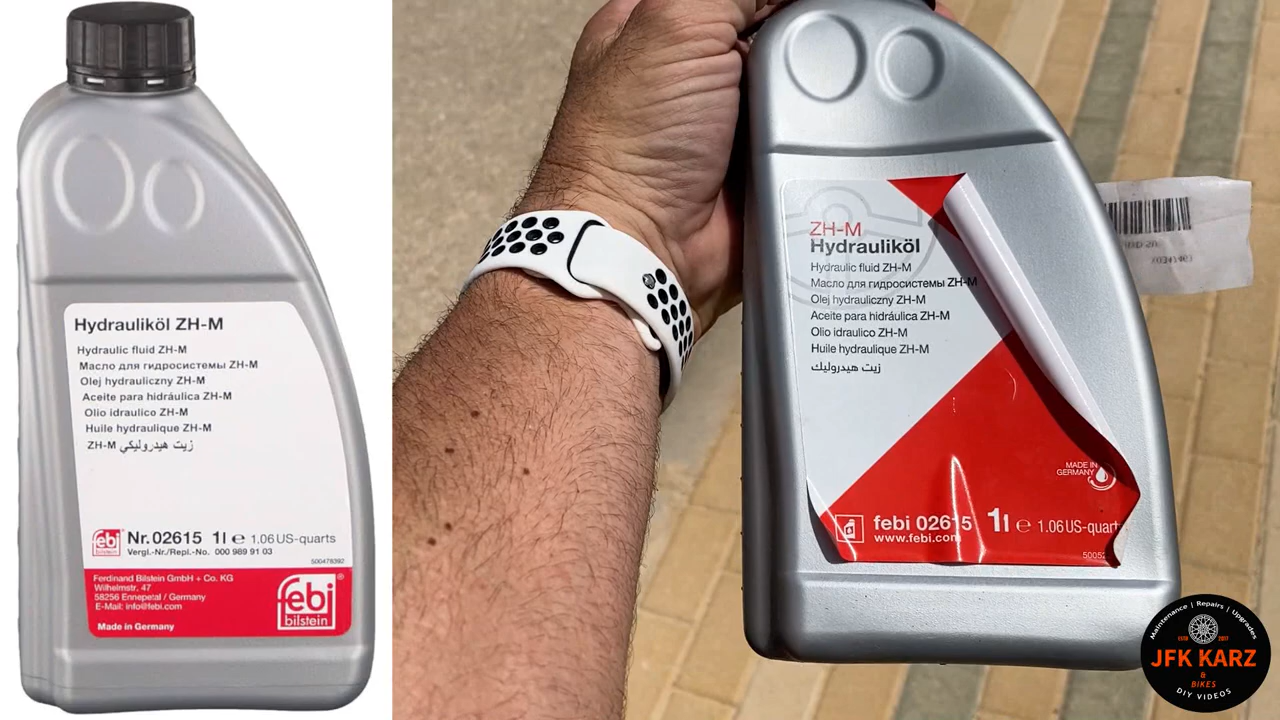 Hydrauliköl ZH-M
Hydraulic fluid ZH-M
Масло для гидросистемы ZH-M
Olej hydrauliczny ZH-M
Aceite para hidráulica ZH-M
Olio idraulico ZH-M
Huile hydraulique ZH-M
زيت هيدروليكي ZH-M
febi
bilstein
Nr. 02615 1l e 1.06 US-quarts
Vergl.-Nr./Repl.-No. 000 989 91 03
500478392
Ferdinand Bilstein GmbH + Co. KG
Wilhelmstr. 47
58256 Ennepetal / Germany
E-Mail: info@febi.com
Made in Germany
febi®
bilstein
ZH-M
Hydrauliköl
Hydraulic fluid ZH-M
Масло для гидросистемы ZH-M
Olej hydrauliczny ZH-M
Aceite para hidráulica ZH-M
Olio idraulico ZH-M
Huile hydraulique ZH-M
زيت هيدروليك
MADE IN
GERMANY
febi 02615 1l e 1.06 US-quart
www.febi.com
Maintenance | Repairs | Upgrades
ESTD 2017
JFK KARZ
&
BIKES
DIY VIDEOS